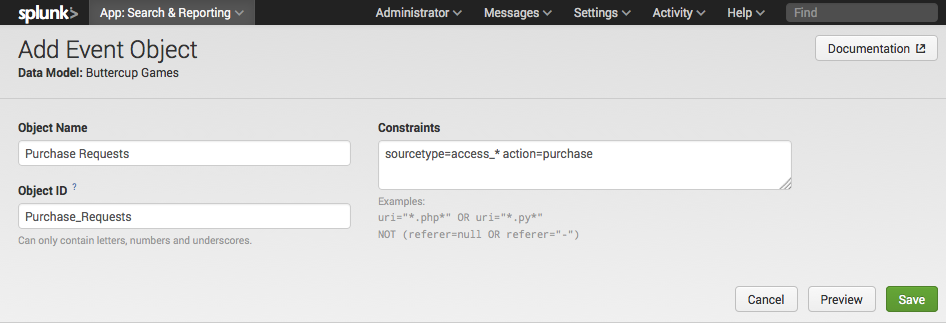 splunk> App: Search & Reporting Administrator Messages Settings Activity Help Find
Add Event Object
Documentation
Data Model: Buttercup Games
Object Name
Constraints
Purchase Requests
sourcetype=access_* action=purchase
Object ID ?
Purchase_Requests
Can only contain letters, numbers and underscores.
Examples:
uri="*.php*" OR uri="*.py*"
NOT (referer=null OR referer="-")
Cancel Preview Save